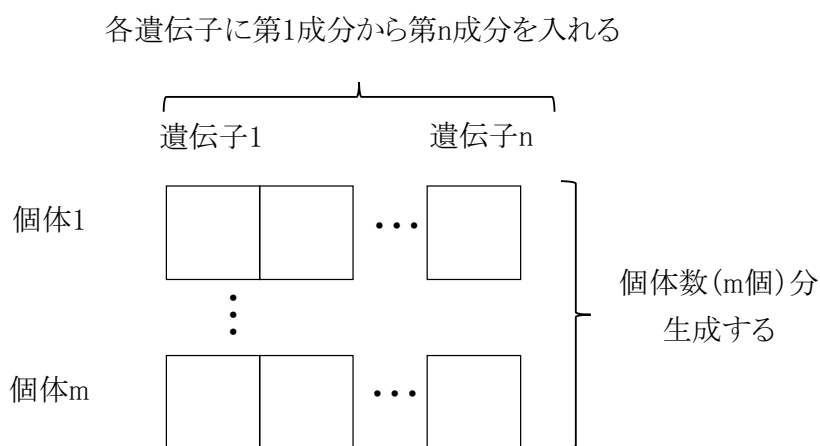 各遺伝子に第1成分から第n成分を入れる
遺伝子1
遺伝子n
個体1
個体数(m個)分
生成する
個体m